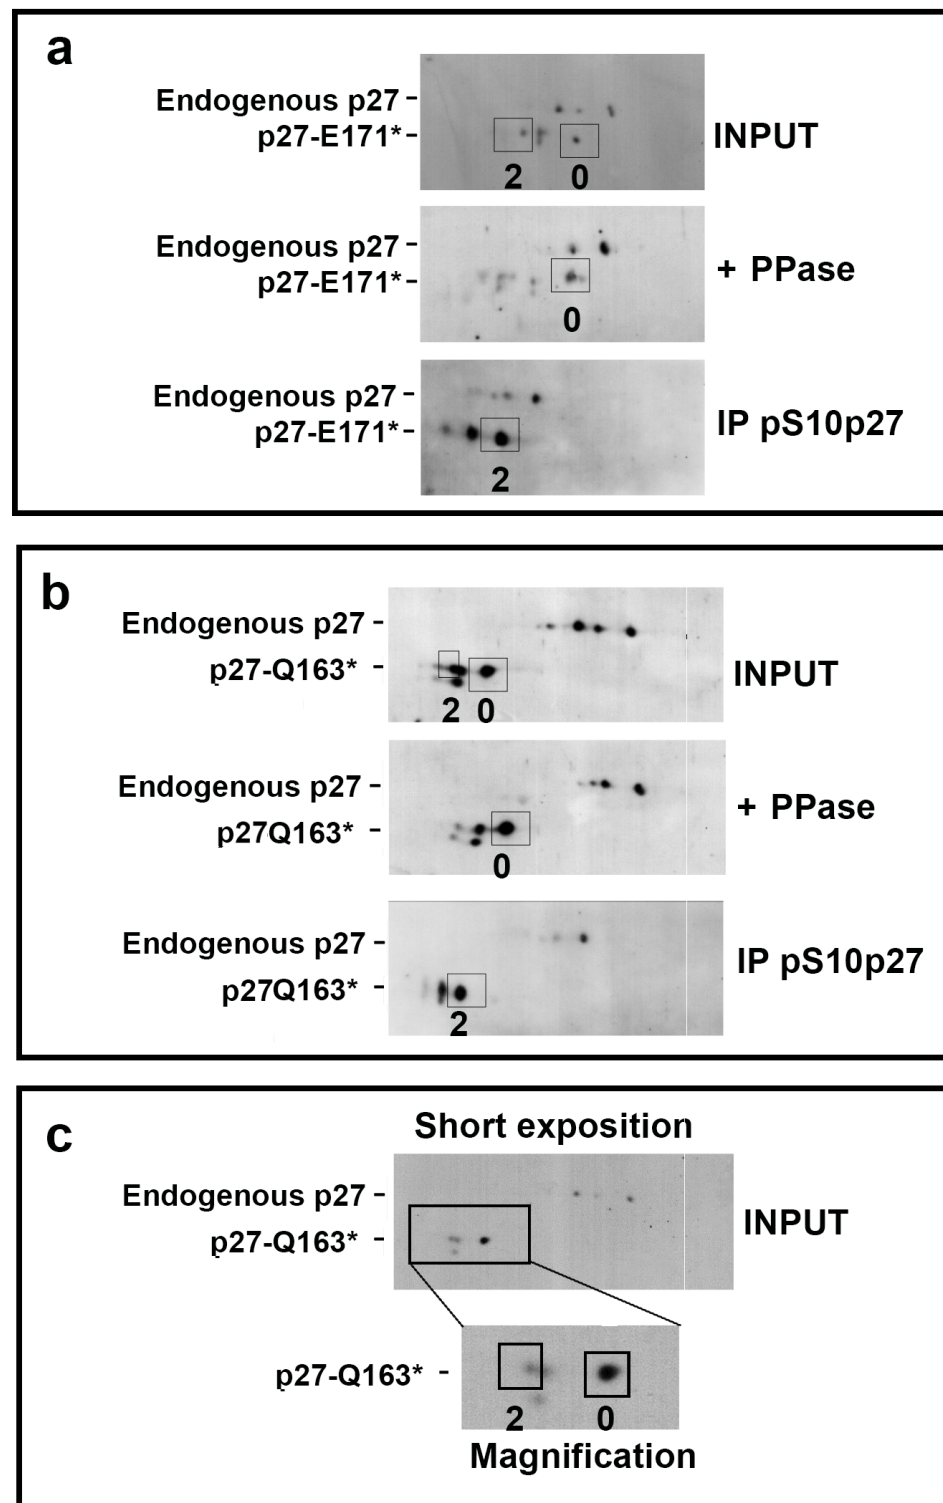 a
Endogenous p27 -
p27-E171* -
INPUT
2 0
Endogenous p27 -
p27-E171* -
+ PPase
0
Endogenous p27 -
p27-E171* -
IP pS10p27
2
b
Endogenous p27 -
p27-Q163* -
INPUT
2 0
Endogenous p27 -
p27Q163* -
+ PPase
0
Endogenous p27 -
p27Q163* -
IP pS10p27
2
c
Short exposition
Endogenous p27 -
p27-Q163* -
INPUT
p27-Q163* -
2 0
Magnification